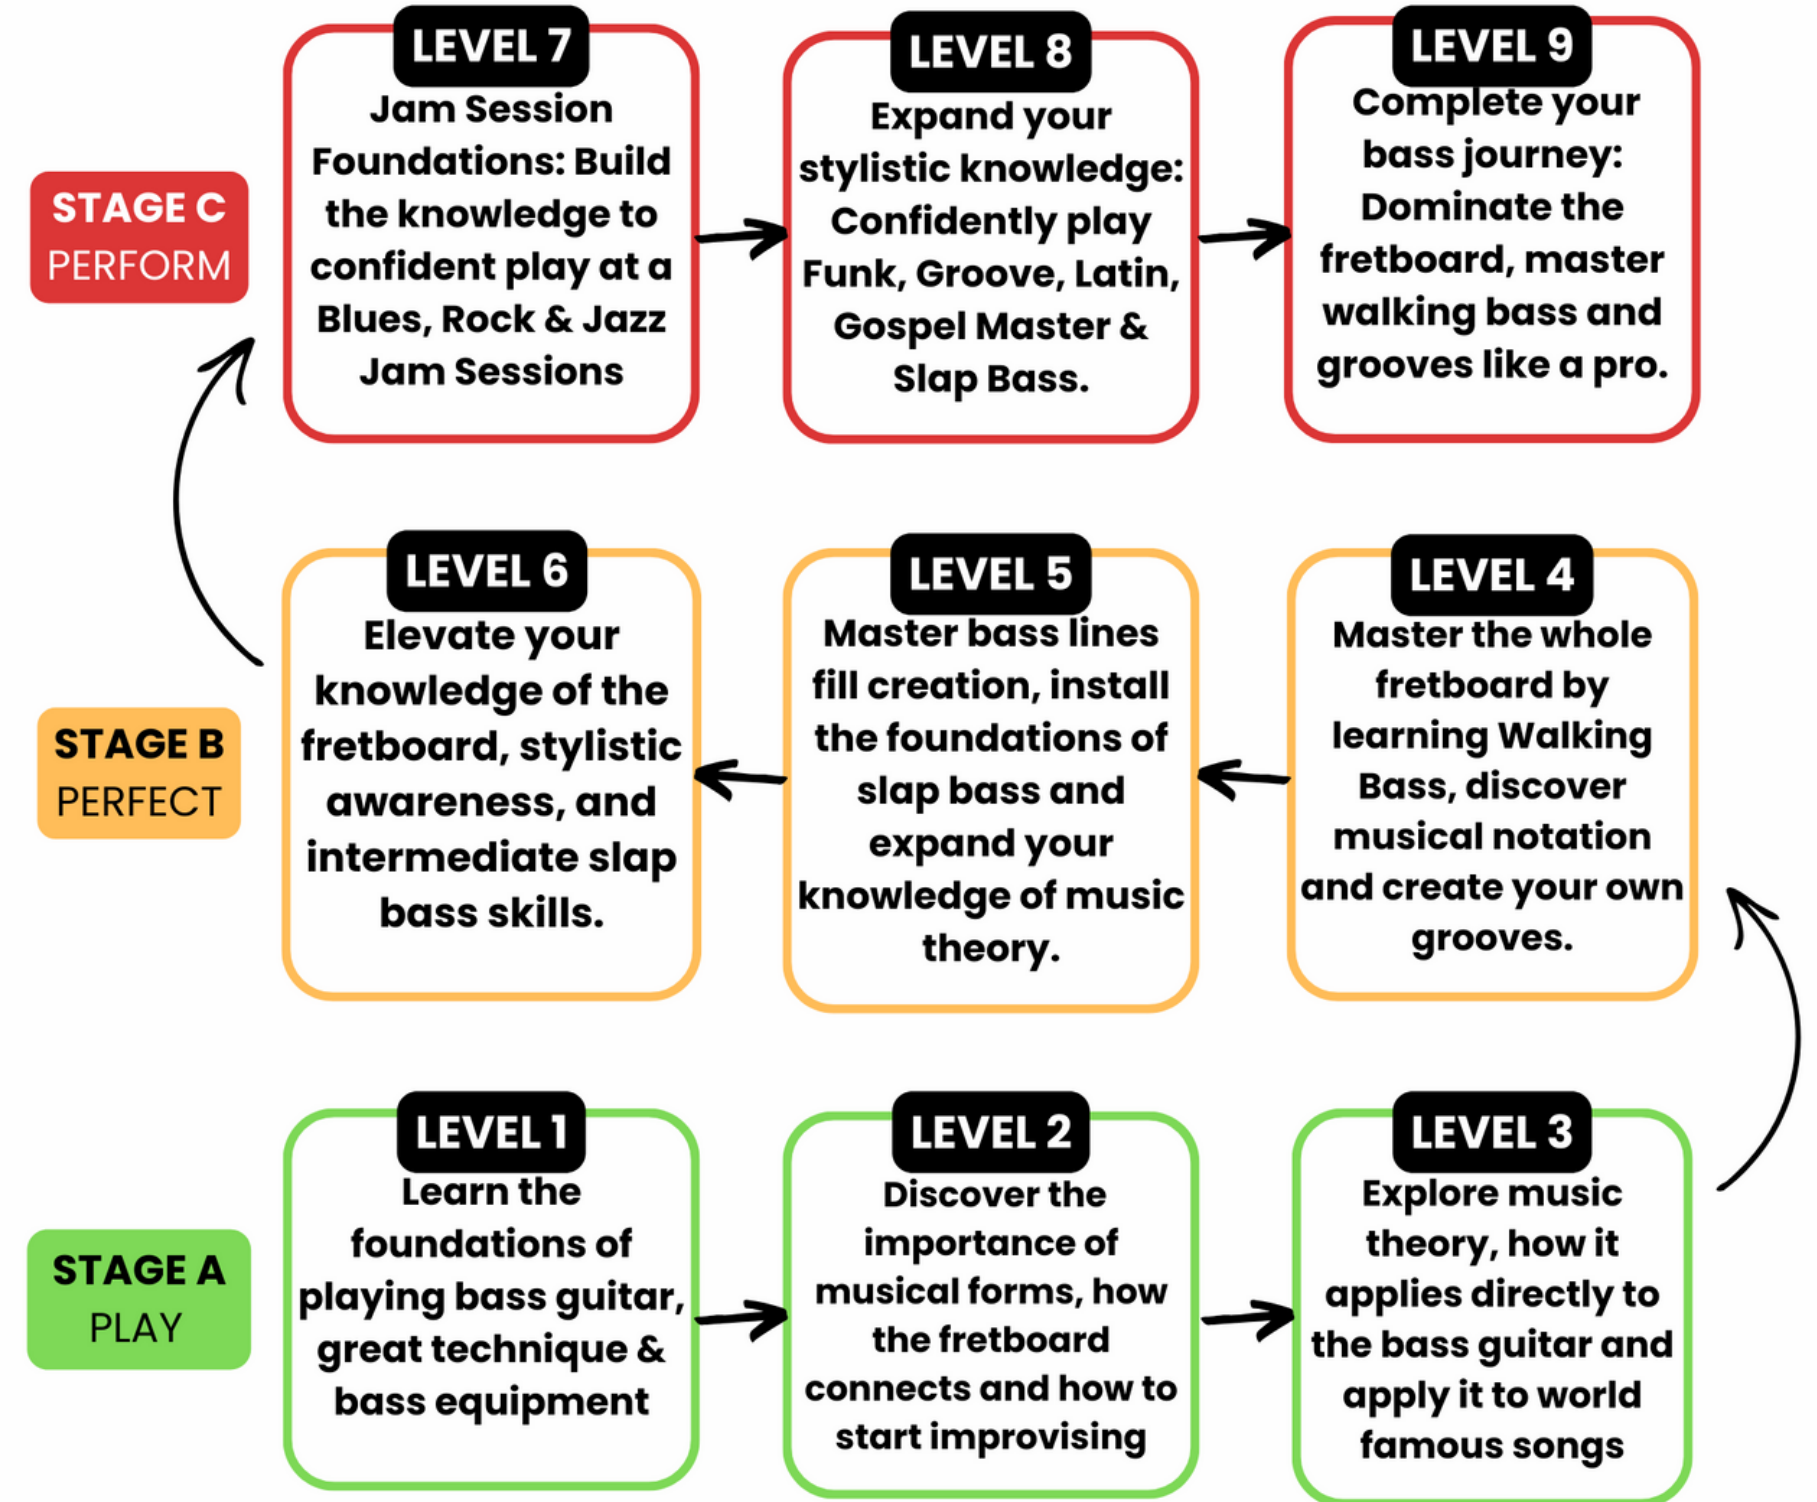 LEVEL 7
Jam Session
Foundations: Build
the knowledge to
confident play at a
Blues, Rock & Jazz
Jam Sessions
LEVEL 8
Expand your
stylistic knowledge:
Confidently play
Funk, Groove, Latin,
Gospel Master &
Slap Bass.
LEVEL 9
Complete your
bass journey:
Dominate the
fretboard, master
walking bass and
grooves like a pro.
STAGE C
PERFORM
LEVEL 6
Elevate your
knowledge of the
fretboard, stylistic
awareness, and
intermediate slap
bass skills.
LEVEL 5
Master bass lines
fill creation, install
the foundations of
slap bass and
expand your
knowledge of music
theory.
LEVEL 4
Master the whole
fretboard by
learning Walking
Bass, discover
musical notation
and create your own
grooves.
STAGE B
PERFECT
LEVEL 1
Learn the
foundations of
playing bass guitar,
great technique &
bass equipment
LEVEL 2
Discover the
importance of
musical forms, how
the fretboard
connects and how to
start improvising
LEVEL 3
Explore music
theory, how it
applies directly to
the bass guitar and
apply it to world
famous songs
STAGE A
PLAY